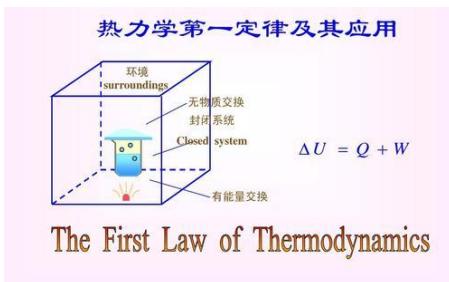 热力学第一定律及其应用
环境
surroundings
无物质交换
封闭系统
Closed system
ΔU = Q + W
有能量交换
The First Law of Thermodynamics